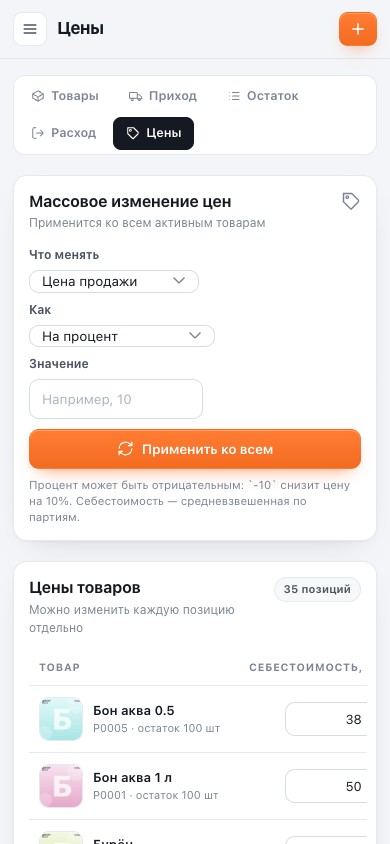 Цены
Товары
Приход
Остаток
Расход
Цены
Массовое изменение цен
Применится ко всем активным товарам
Что менять
Цена продажи
Как
На процент
Значение
Например, 10
Применить ко всем
Процент может быть отрицательным: `-10` снизит цену
на 10%. Себестоимость — средневзвешенная по
партиям.
Цены товаров
35 позиций
Можно изменить каждую позицию
отдельно
ТОВАР
СЕБЕСТОИМОСТЬ,
Б
Бон аква 0.5
P0005 · остаток 100 шт
38
Б
Бон аква 1 л
P0001 · остаток 100 шт
50